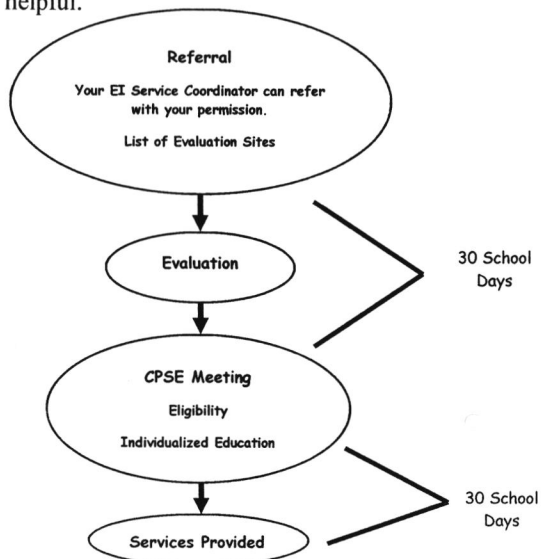 helpful.
Referral
Your EI Service Coordinator can refer
with your permission.
List of Evaluation Sites
Evaluation
30 School
Days
CPSE Meeting
Eligibility
Individualized Education
30 School
Days
Services Provided